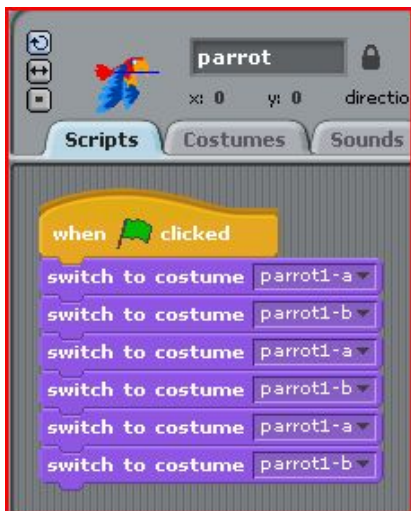 parrot
x: 0 y: 0 directio
Scripts Costumes Sounds
when clicked
switch to costume parrot1-a
switch to costume parrot1-b
switch to costume parrot1-a
switch to costume parrot1-b
switch to costume parrot1-a
switch to costume parrot1-b